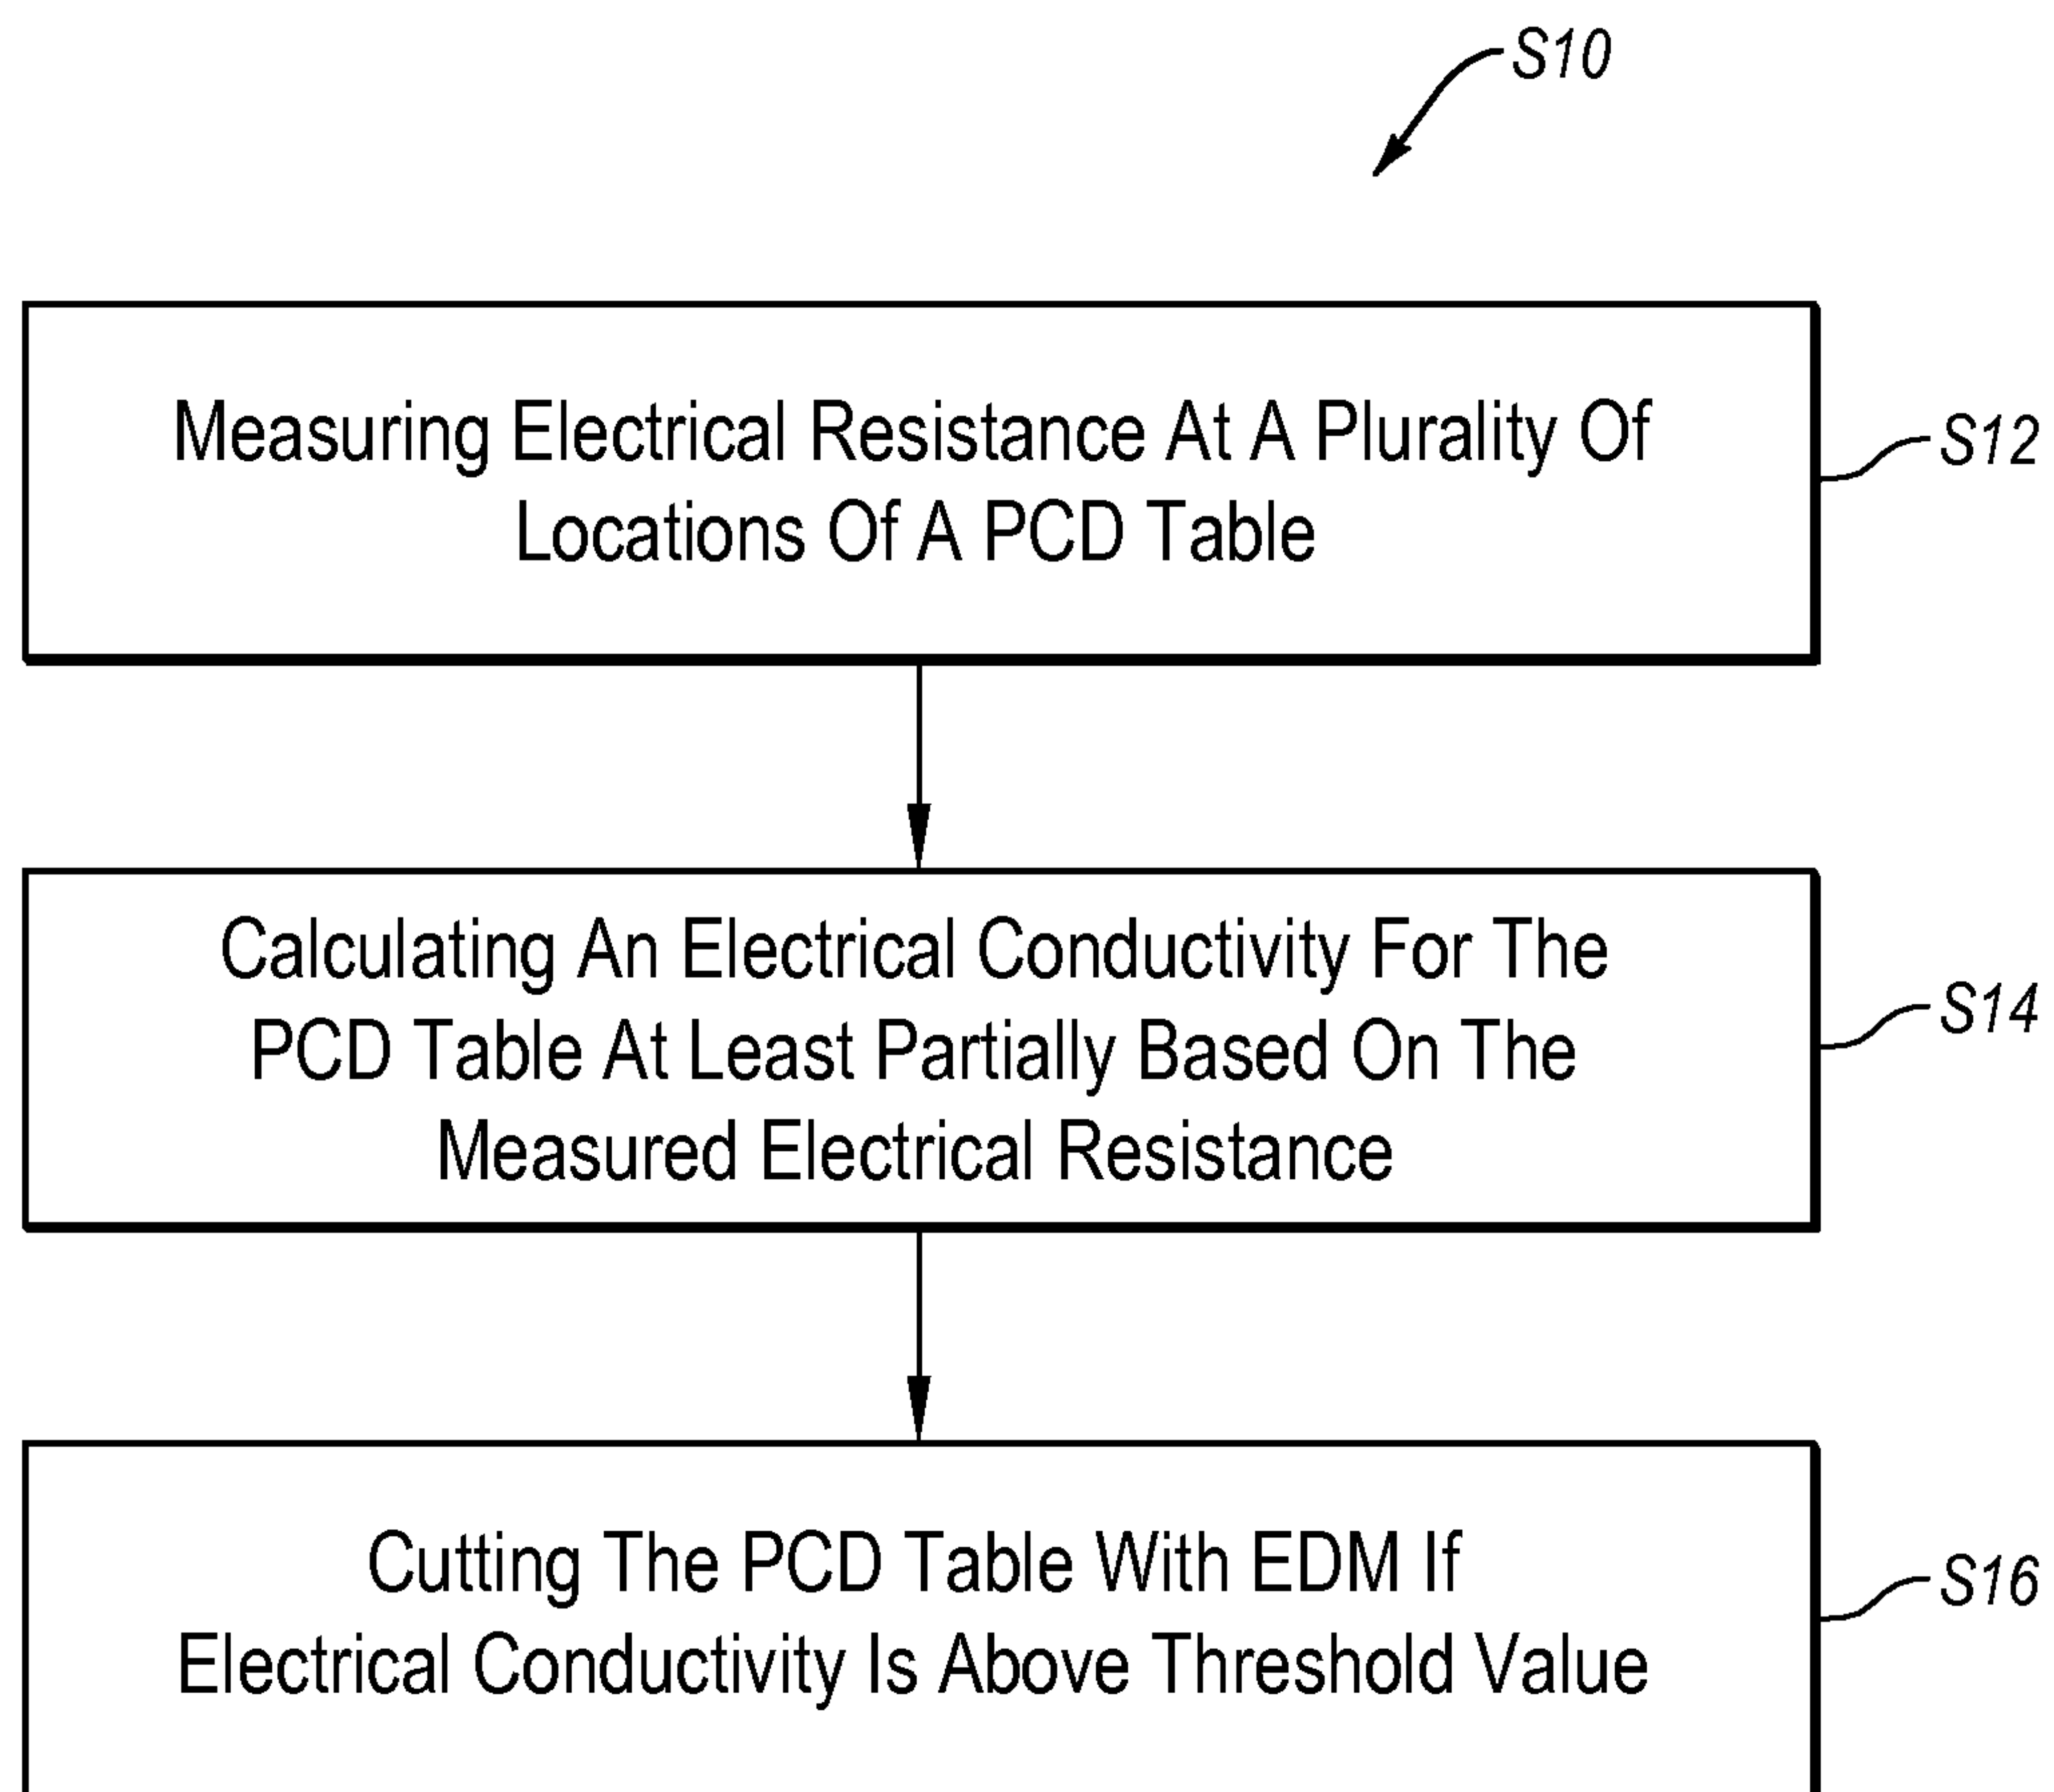 S10
Measuring Electrical Resistance At A Plurality Of
Locations Of A PCD Table
S12
Calculating An Electrical Conductivity For The
PCD Table At Least Partially Based On The
Measured Electrical Resistance
S14
Cutting The PCD Table With EDM If
Electrical Conductivity Is Above Threshold Value
S16